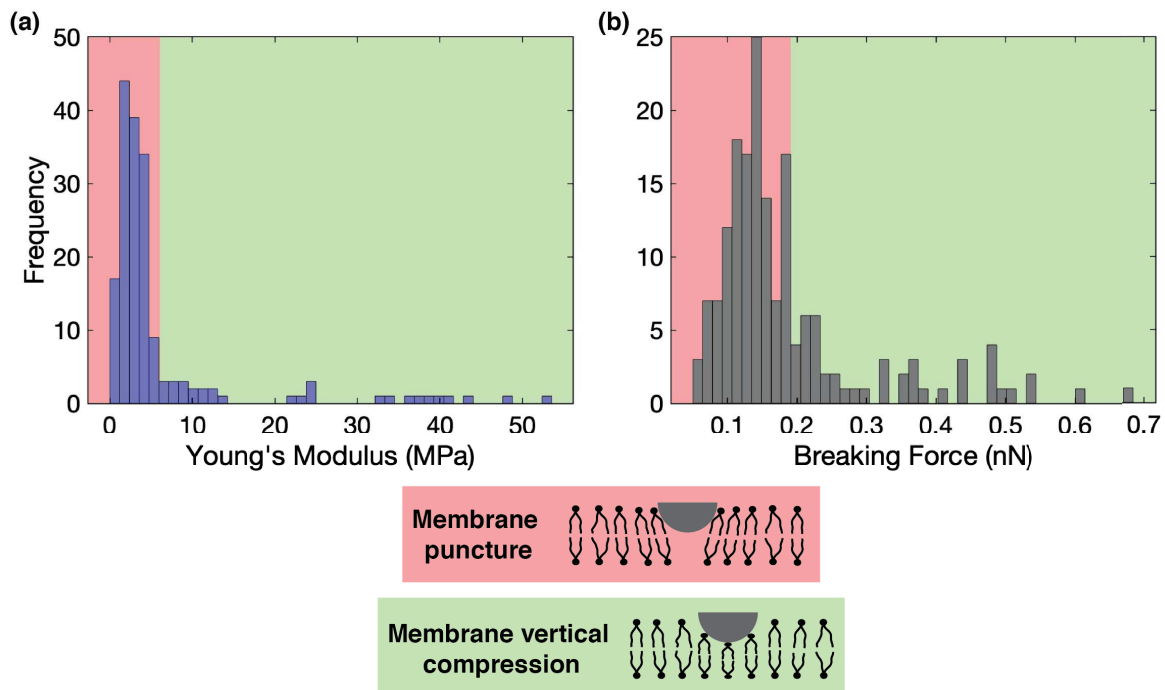 (a)
(b)
50
40
30
20
10
0
Frequency
0 10 20 30 40 50
Young's Modulus (MPa)
25
20
15
10
5
0
0.1 0.2 0.3 0.4 0.5 0.6 0.7
Breaking Force (nN)
Membrane
puncture
Membrane vertical
compression